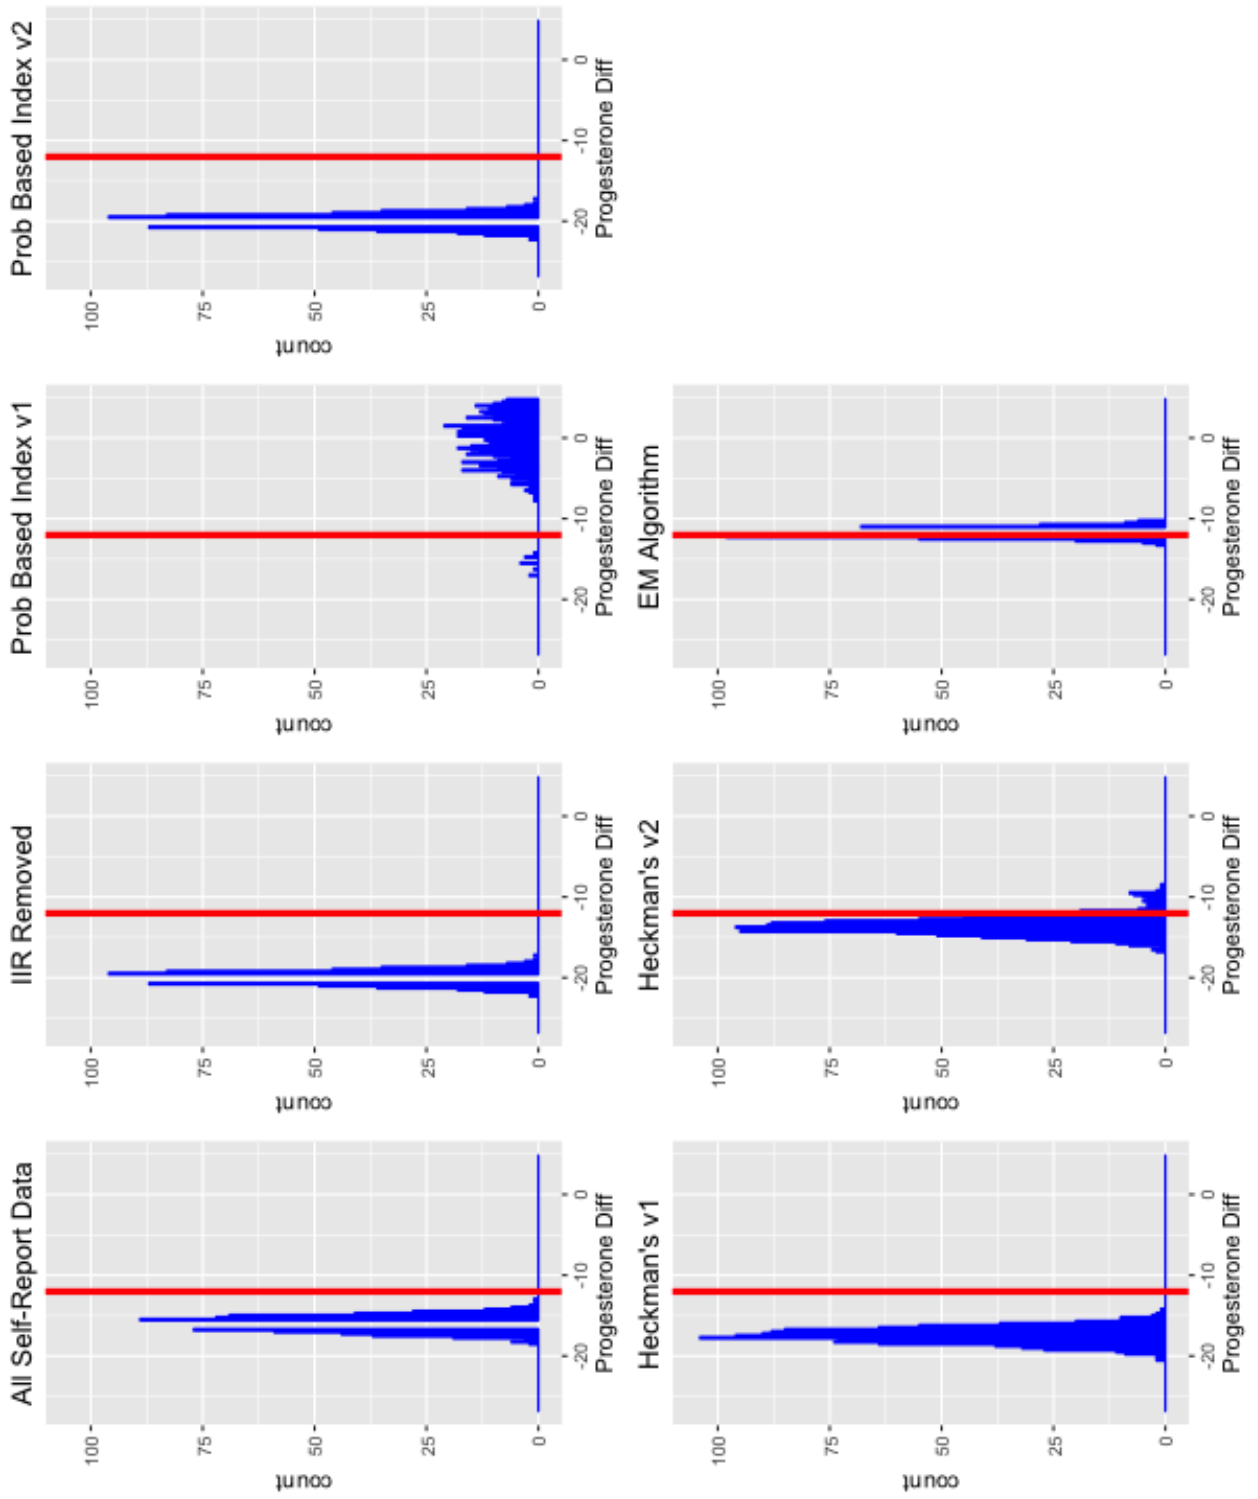 All Self-Report Data
count
100
75
50
25
0
-20
-10
0
Progesterone Diff
IIR Removed
count
100
75
50
25
0
-20
-10
0
Progesterone Diff
Prob Based Index v1
count
100
75
50
25
0
-20
-10
0
Progesterone Diff
Prob Based Index v2
count
100
75
50
25
0
-20
-10
0
Progesterone Diff
Heckman's v1
count
100
75
50
25
0
-20
-10
0
Progesterone Diff
Heckman's v2
count
100
75
50
25
0
-20
-10
0
Progesterone Diff
EM Algorithm
count
100
75
50
25
0
-20
-10
0
Progesterone Diff